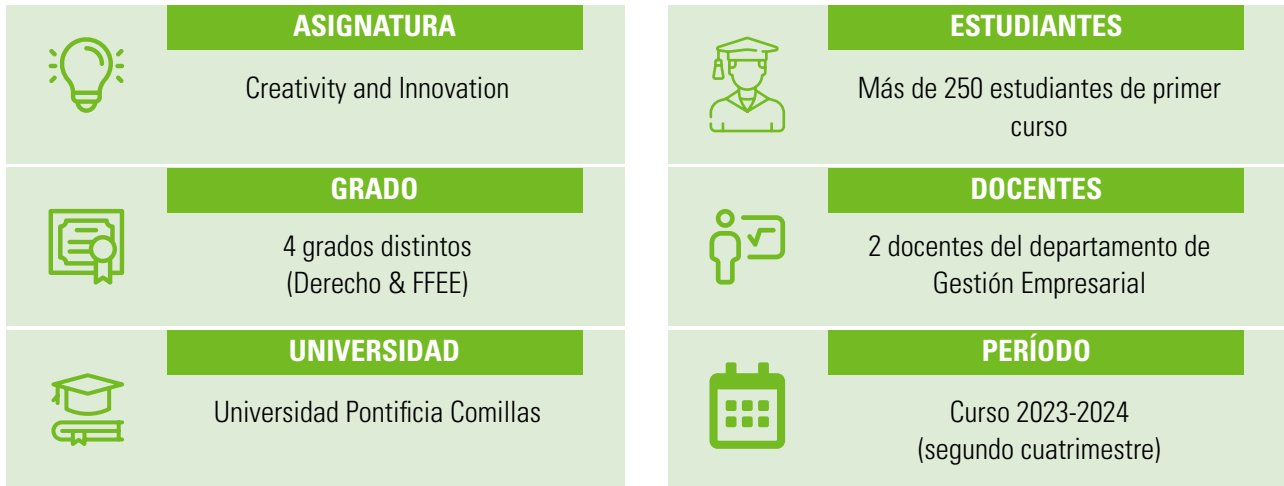 ASIGNATURA
Creativity and Innovation
ESTUDIANTES
Más de 250 estudiantes de primer
curso
GRADO
4 grados distintos
(Derecho & FFEE)
DOCENTES
2 docentes del departamento de
Gestión Empresarial
UNIVERSIDAD
Universidad Pontificia Comillas
PERÍODO
Curso 2023-2024
(segundo cuatrimestre)